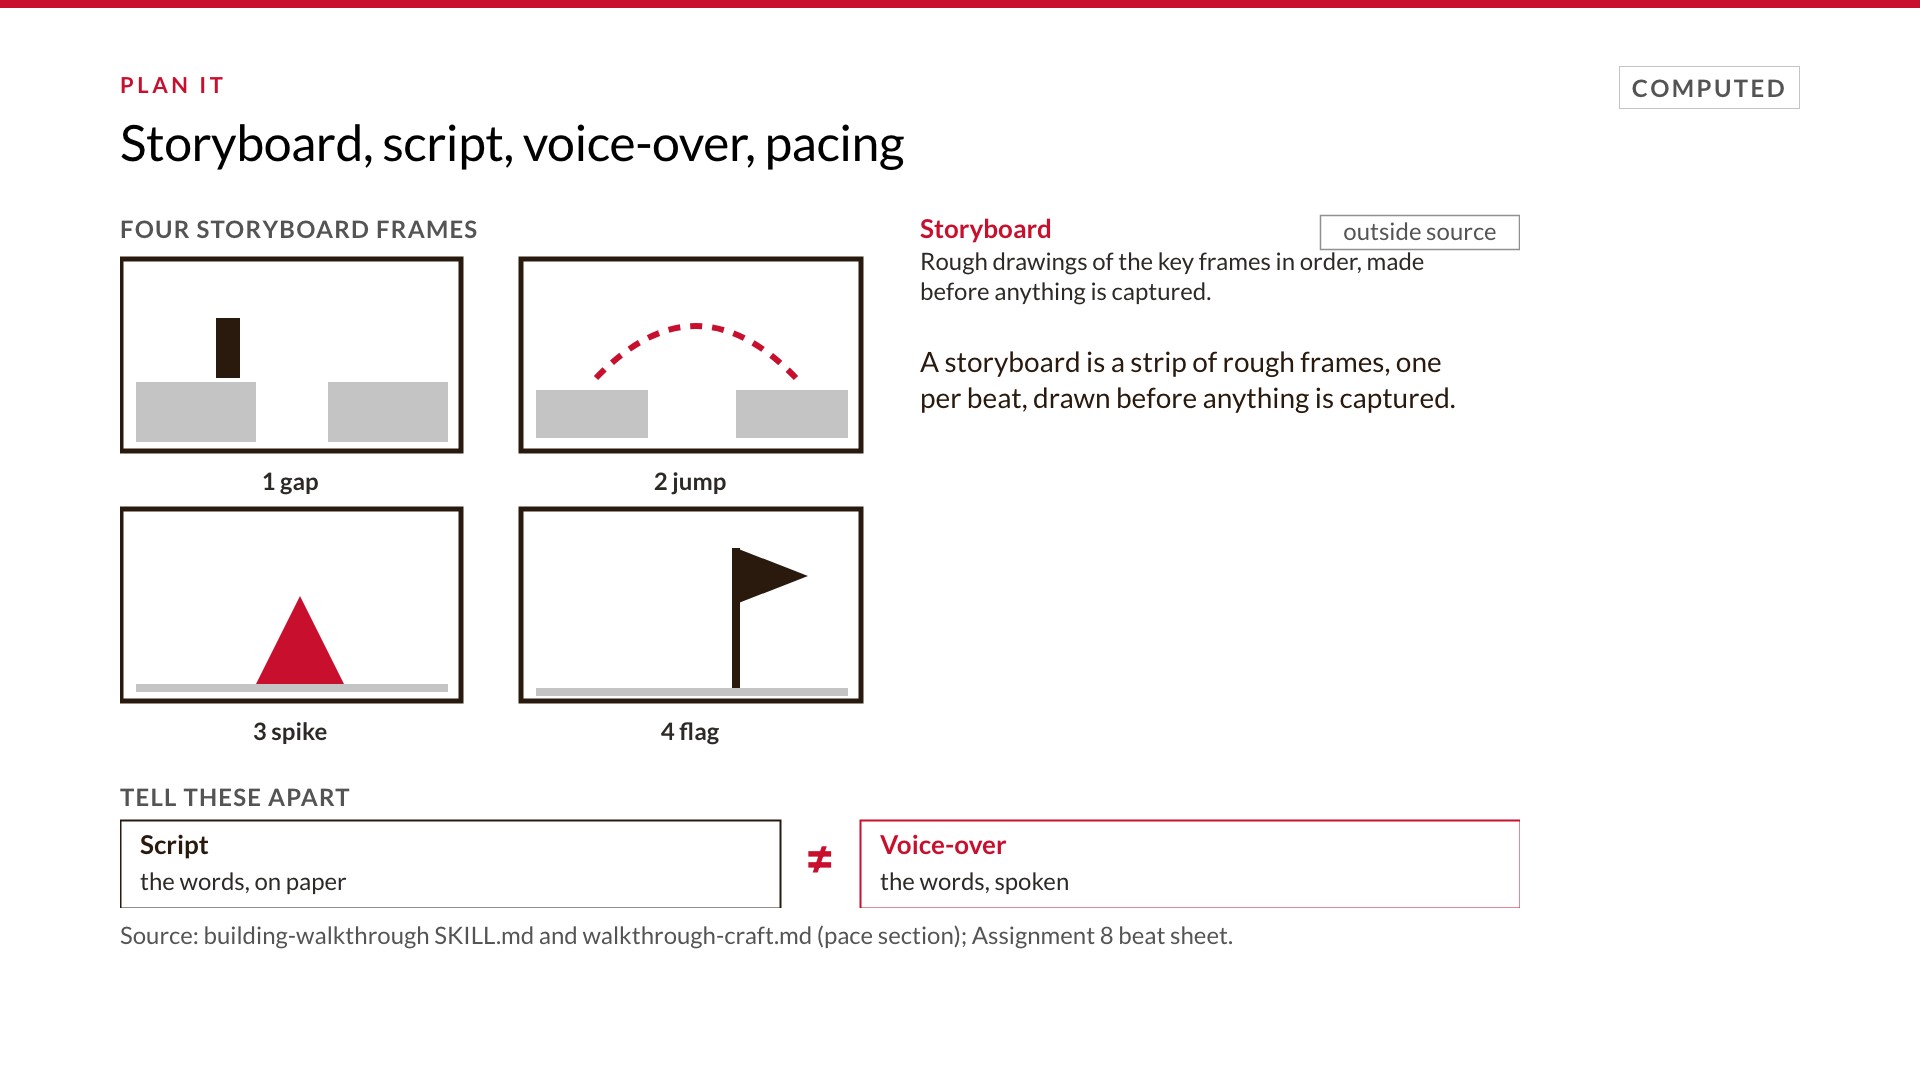 PLAN IT
COMPUTED
Storyboard, script, voice-over, pacing
FOUR STORYBOARD FRAMES
1 gap
2 jump
3 spike
4 flag
Storyboard
outside source
Rough drawings of the key frames in order, made
before anything is captured.
A storyboard is a strip of rough frames, one
per beat, drawn before anything is captured.
TELL THESE APART
Script
the words, on paper
≠
Voice-over
the words, spoken
Source: building-walkthrough SKILL.md and walkthrough-craft.md (pace section); Assignment 8 beat sheet.